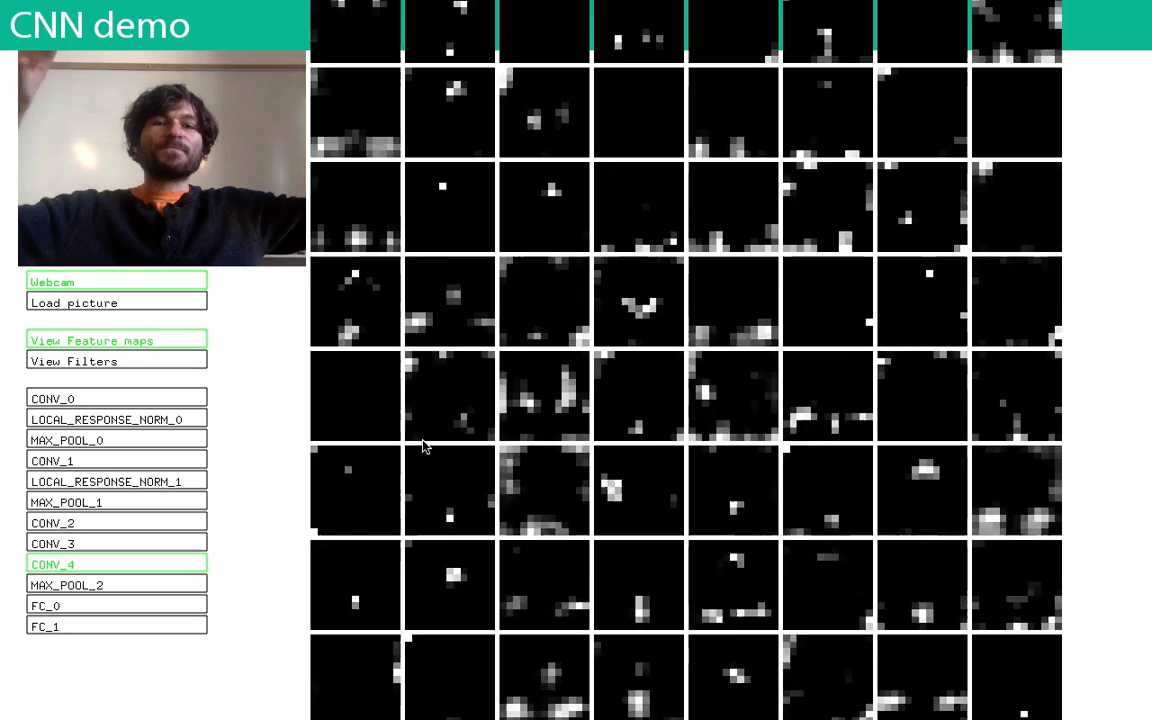 CNN demo
Webcam
Load picture
View Feature maps
View Filters
CONV_0
LOCAL_RESPONSE_NORM_0
MAX_POOL_0
CONV_1
LOCAL_RESPONSE_NORM_1
MAX_POOL_1
CONV_2
CONV_3
CONV_4
MAX_POOL_2
FC_0
FC_1